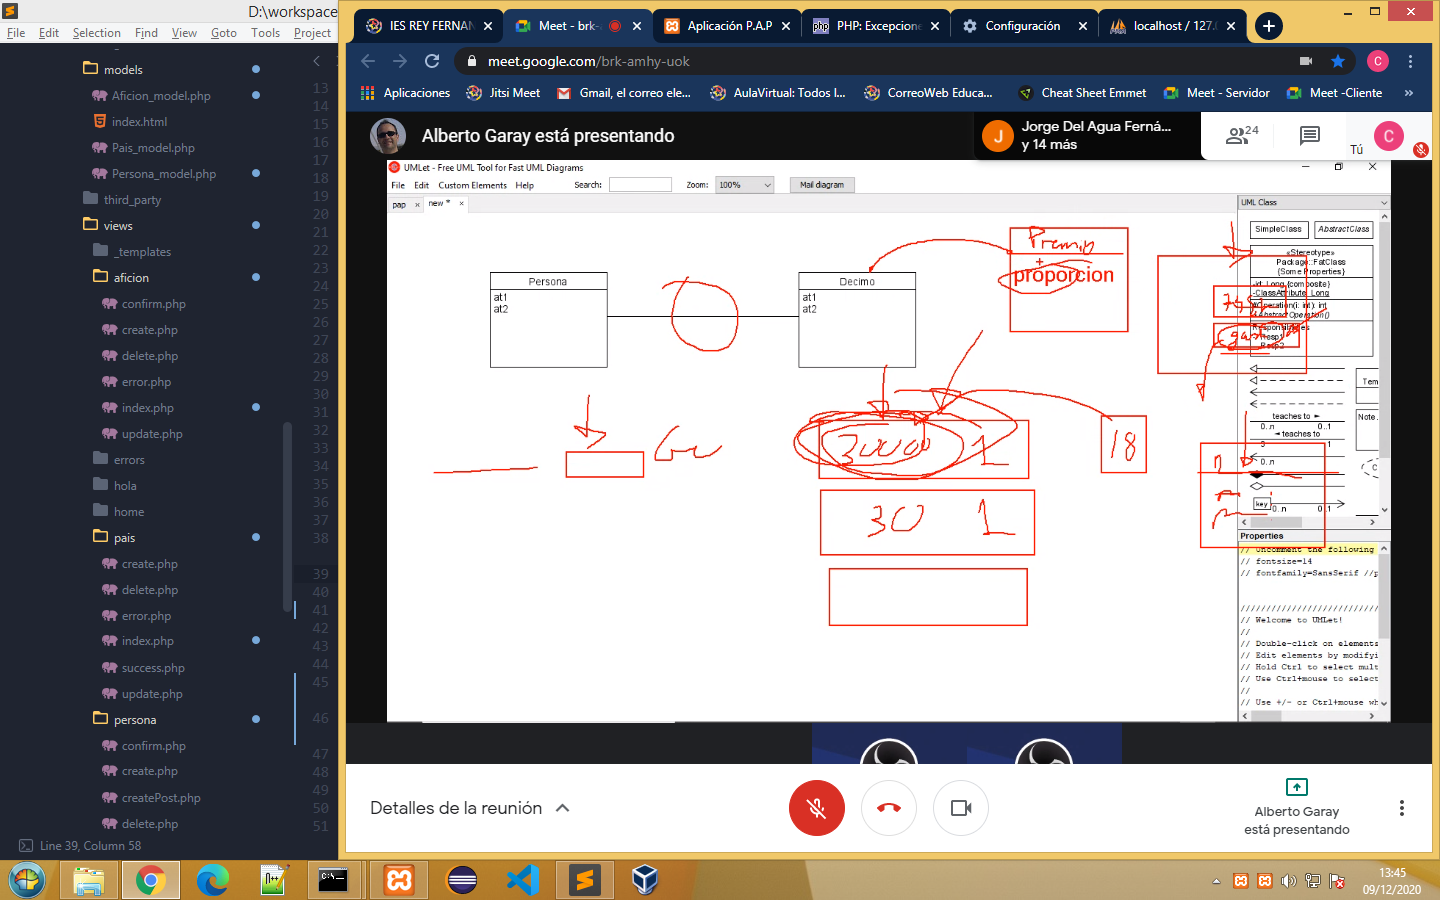 D:\workspace
File Edit Selection Find View Goto Tools Project
models
Aficion_model.php
index.html
Pais_model.php
Persona_model.php
third_party
views
_templates
aficion
confirm.php
create.php
delete.php
error.php
index.php
update.php
errors
hola
home
pais
create.php
delete.php
error.php
index.php
success.php
update.php
persona
confirm.php
create.php
createPost.php
delete.php
Line 39, Column 58
13
14
15
16
17
18
19
20
21
22
23
24
25
26
27
28
29
30
31
32
33
34
35
36
37
38
39
40
41
42
43
44
45
46
47
48
49
50
51
IES REY FERNAN
Meet - brk-
Aplicación P.A.P
PHP: Excepcione
Configuración
localhost / 127.0
meet.google.com/brk-amhy-uok
C
Aplicaciones
Jitsi Meet
Gmail, el correo ele...
AulaVirtual: Todos l...
CorreoWeb Educa...
Cheat Sheet Emmet
Meet - Servidor
Meet -Cliente
»
Alberto Garay está presentando
J
Jorge Del Agua Ferná...
y 14 más
24
Tú
C
UMLet - Free UML Tool for Fast UML Diagrams
File Edit Custom Elements Help Search: Zoom: 100% Mail diagram
pap
new *
UML Class
Persona
at1
at2
Decimo
at1
at2
Premio
+
proporcion
30000 1
18
30 1
SimpleClass
AbstractClass
«Stereotype»
Package::FatClass
{Some Properties}
-id: Long {composite}
-ClassAttribute: Long
teaches to
0..n 0..1
teaches to
0..n
key
0..n 0..1
Tem
Note.
Properties
// Uncomment the following
// fontsize=14
// fontfamily=SansSerif //p
// Welcome to UMLet!
//
// Double-click on elements
// Edit elements by modifyi
// Hold Ctrl to select mult
// Use Ctrl+mouse to select
//
// Use +/- or Ctrl+mouse wh
Detalles de la reunión
Alberto Garay
está presentando
13:45
09/12/2020